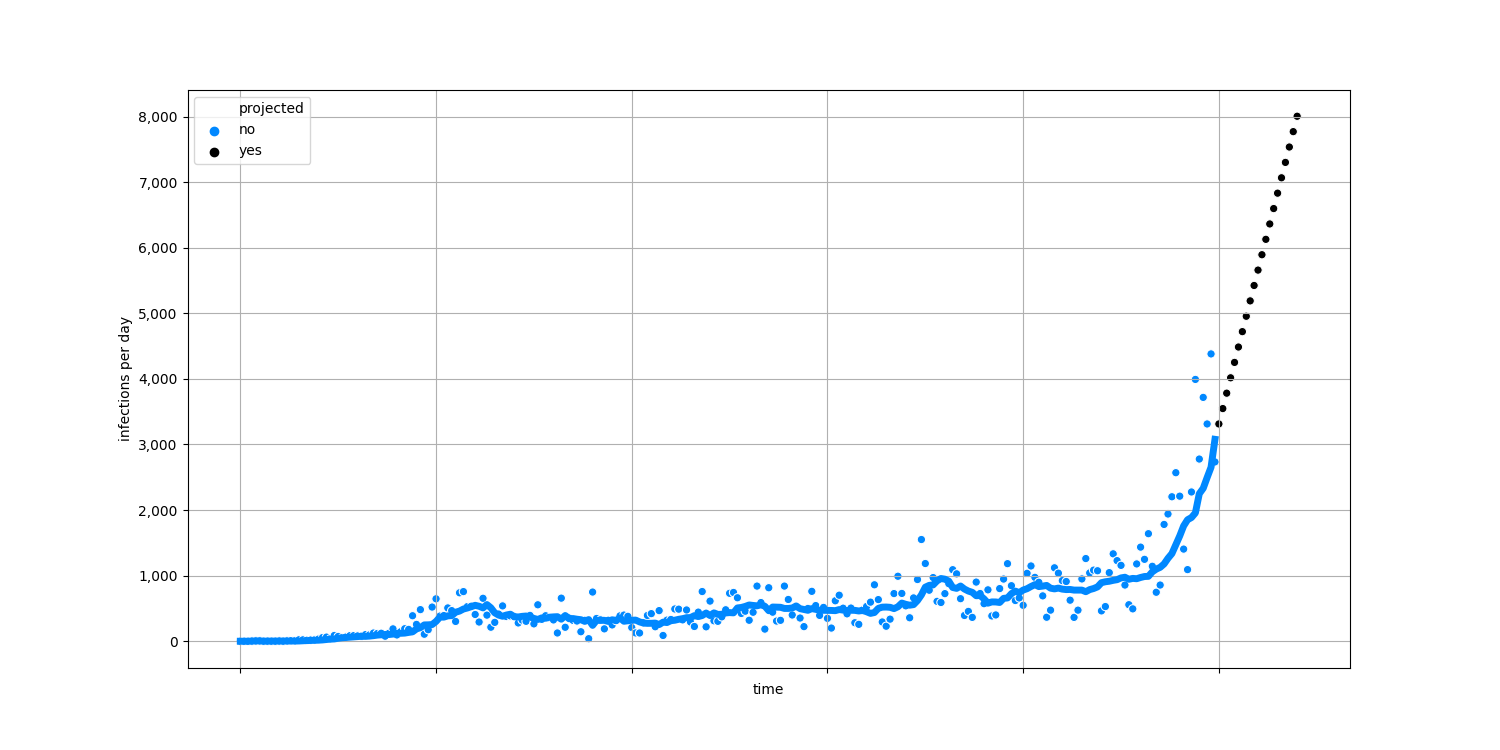 projected
no
yes
8,000
7,000
6,000
5,000
4,000
3,000
2,000
1,000
0
infections per day
time